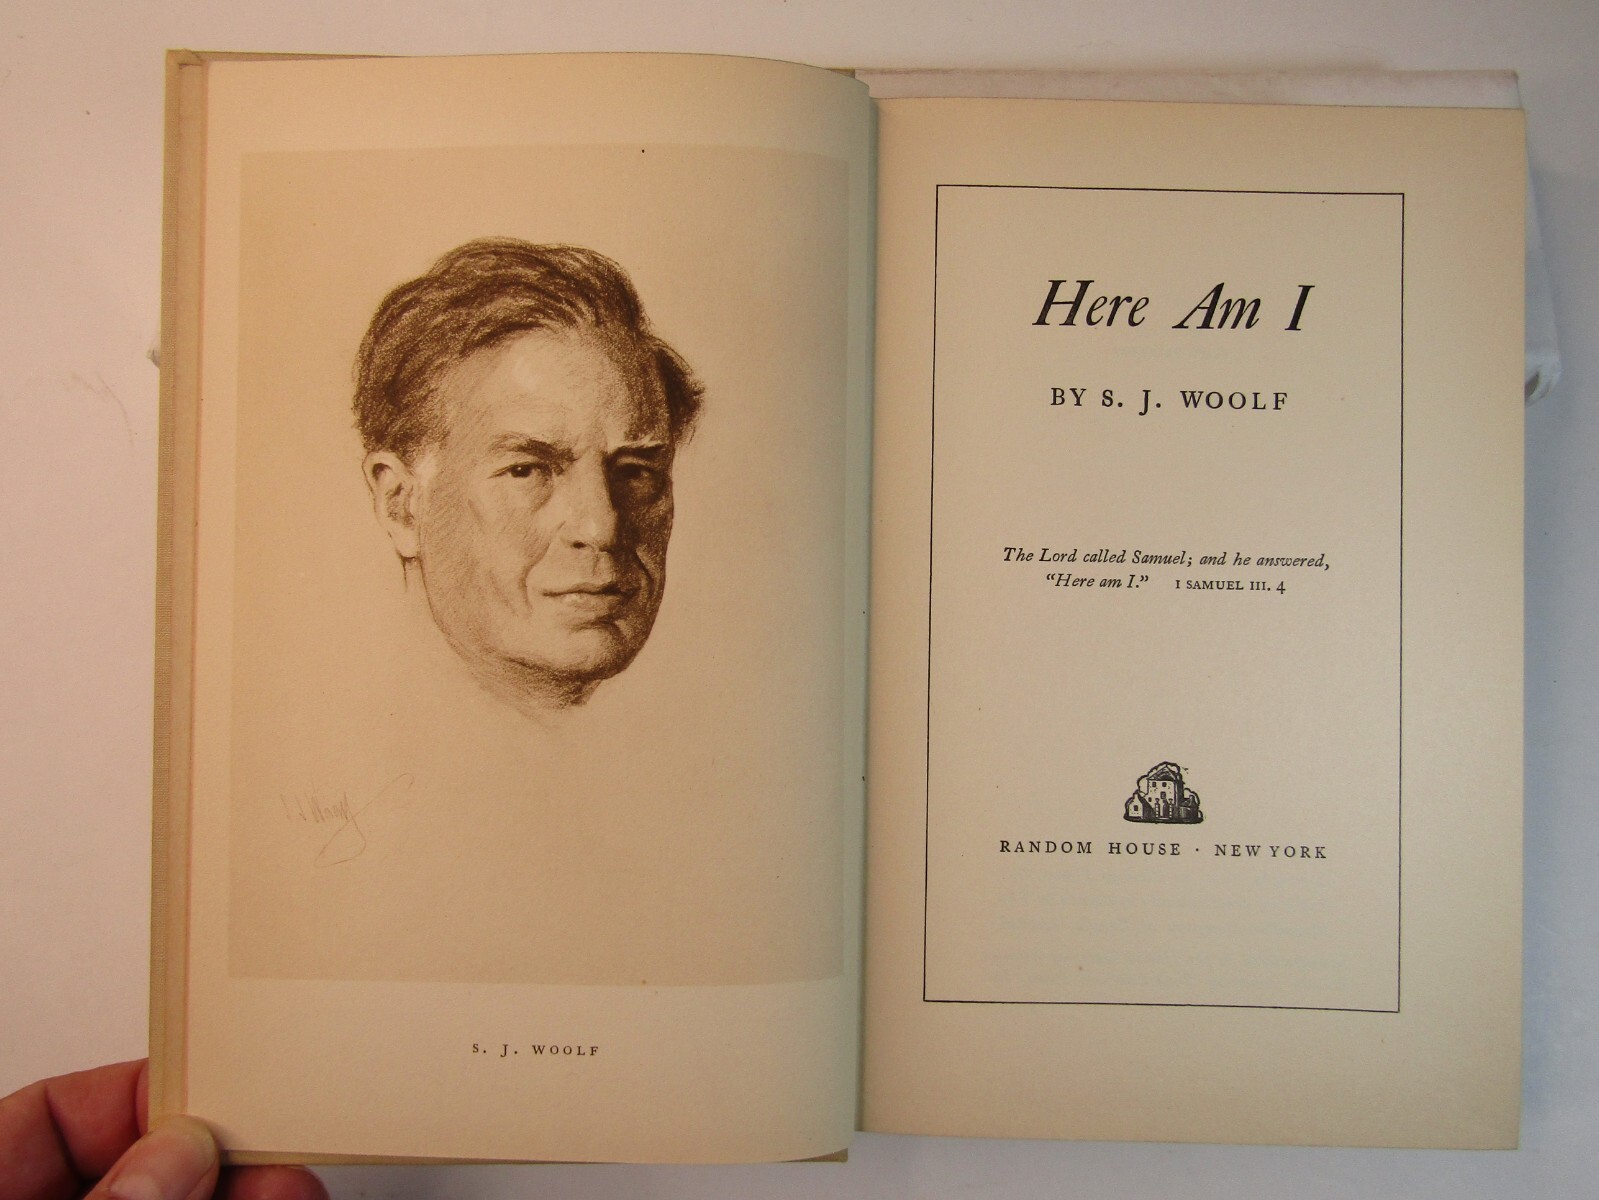 S. J. Woolf
S. J. WOOLF
Here Am I
BY S. J. WOOLF
The Lord called Samuel; and he answered,
“Here am I.” I SAMUEL III. 4
RANDOM HOUSE · NEW YORK